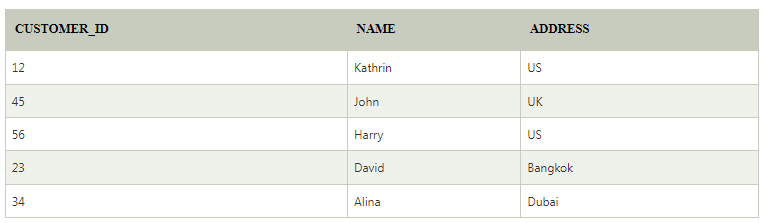 CUSTOMER_ID NAME ADDRESS
12 Kathrin US
45 John UK
56 Harry US
23 David Bangkok
34 Alina Dubai